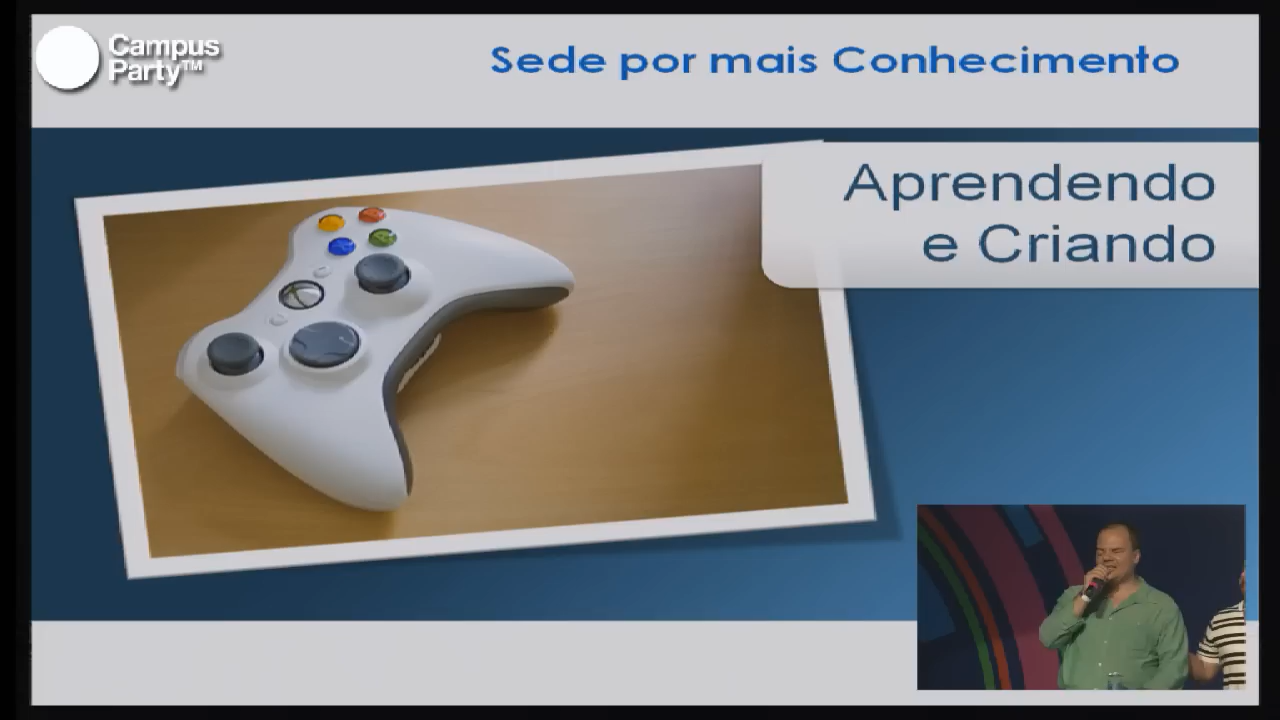 Campus
Party™
Sede por mais Conhecimento
Aprendendo
e Criando